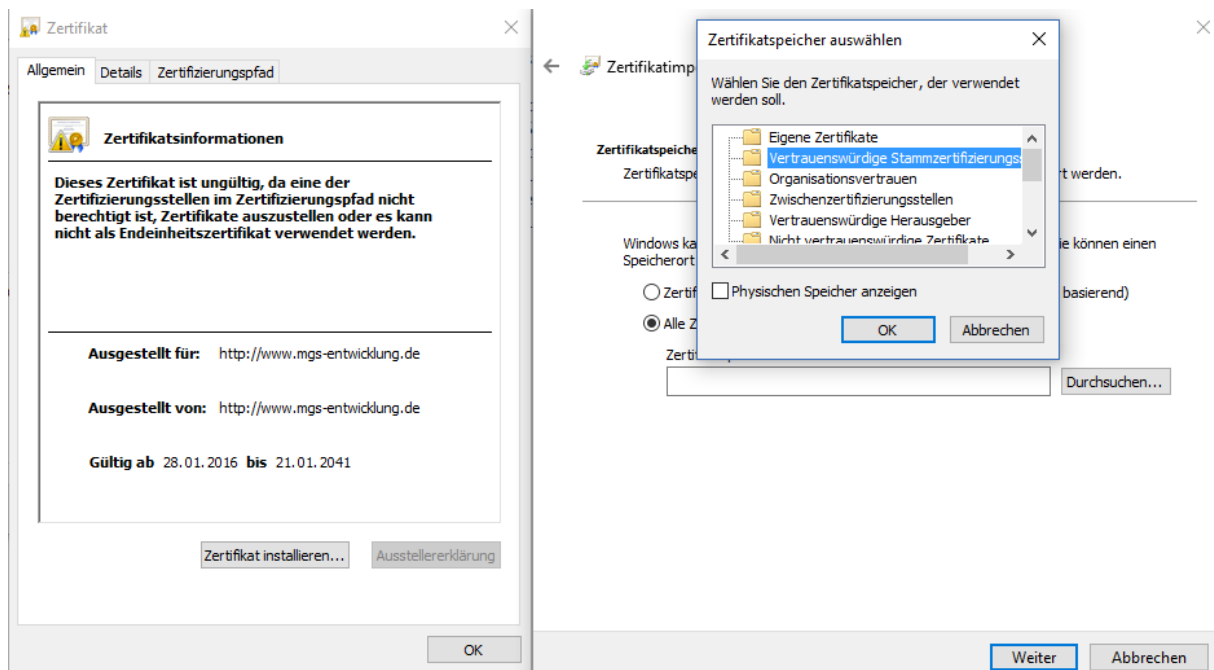 Zertifikat
Allgemein Details Zertifizierungspfad
Zertifikatsinformationen
Dieses Zertifikat ist ungültig, da eine der
Zertifizierungsstellen im Zertifizierungspfad nicht
berechtigt ist, Zertifikate auszustellen oder es kann
nicht als Endeinheitszertifikat verwendet werden.
Ausgestellt für: http://www.mgs-entwicklung.de
Ausgestellt von: http://www.mgs-entwicklung.de
Gültig ab 28.01.2016 bis 21.01.2041
Zertifikat installieren... Ausstellererklärung
OK
Zertifikatimp
Zertifikatspeiche
Zertifikatspe
t werden.
Windows ka
ie können einen
Speicherort
Zertif
basierend)
Alle Z
Durchsuchen...
Weiter Abbrechen
Zertifikatspeicher auswählen
Wählen Sie den Zertifikatspeicher, der verwendet
werden soll.
Eigene Zertifikate
Vertrauenswürdige Stammzertifizierungs
Organisationsvertrauen
Zwischenzertifizierungsstellen
Vertrauenswürdige Herausgeber
Nicht vertrauenswürdige Zertifikate
Physischen Speicher anzeigen
OK Abbrechen